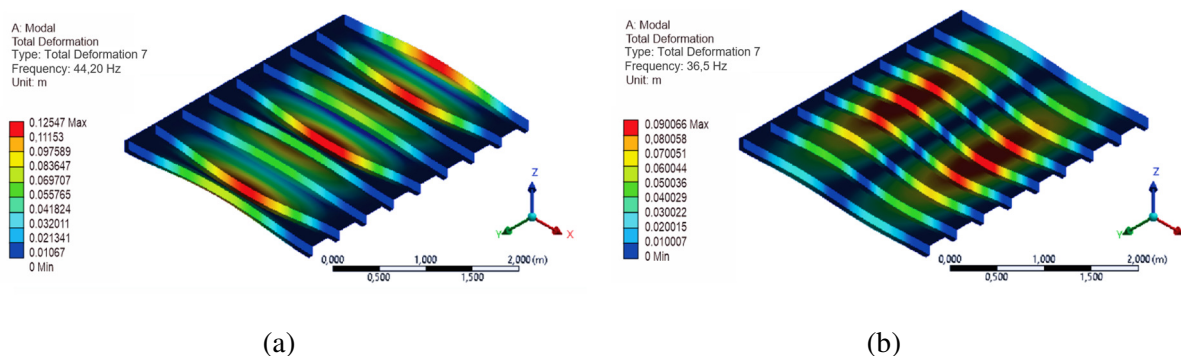 A: Modal
Total Deformation
Type: Total Deformation 7
Frequency: 44,20 Hz
Unit: m
0.12547 Max
0.11153
0.097589
0.083647
0.069707
0.055765
0.041824
0.032011
0.021341
0.01067
0 Min
Z
Y
X
0,000
1,000
2,000 (m)
0,500
1,500
(a)
A: Modal
Total Deformation
Type: Total Deformation 7
Frequency: 36,5 Hz
Unit: m
0.090066 Max
0,080058
0.070051
0.060044
0.050036
0.040029
0.030022
0.020015
0.010007
0 Min
Z
Y
0,000
1,000
2,000 (m)
0,500
1,500
(b)